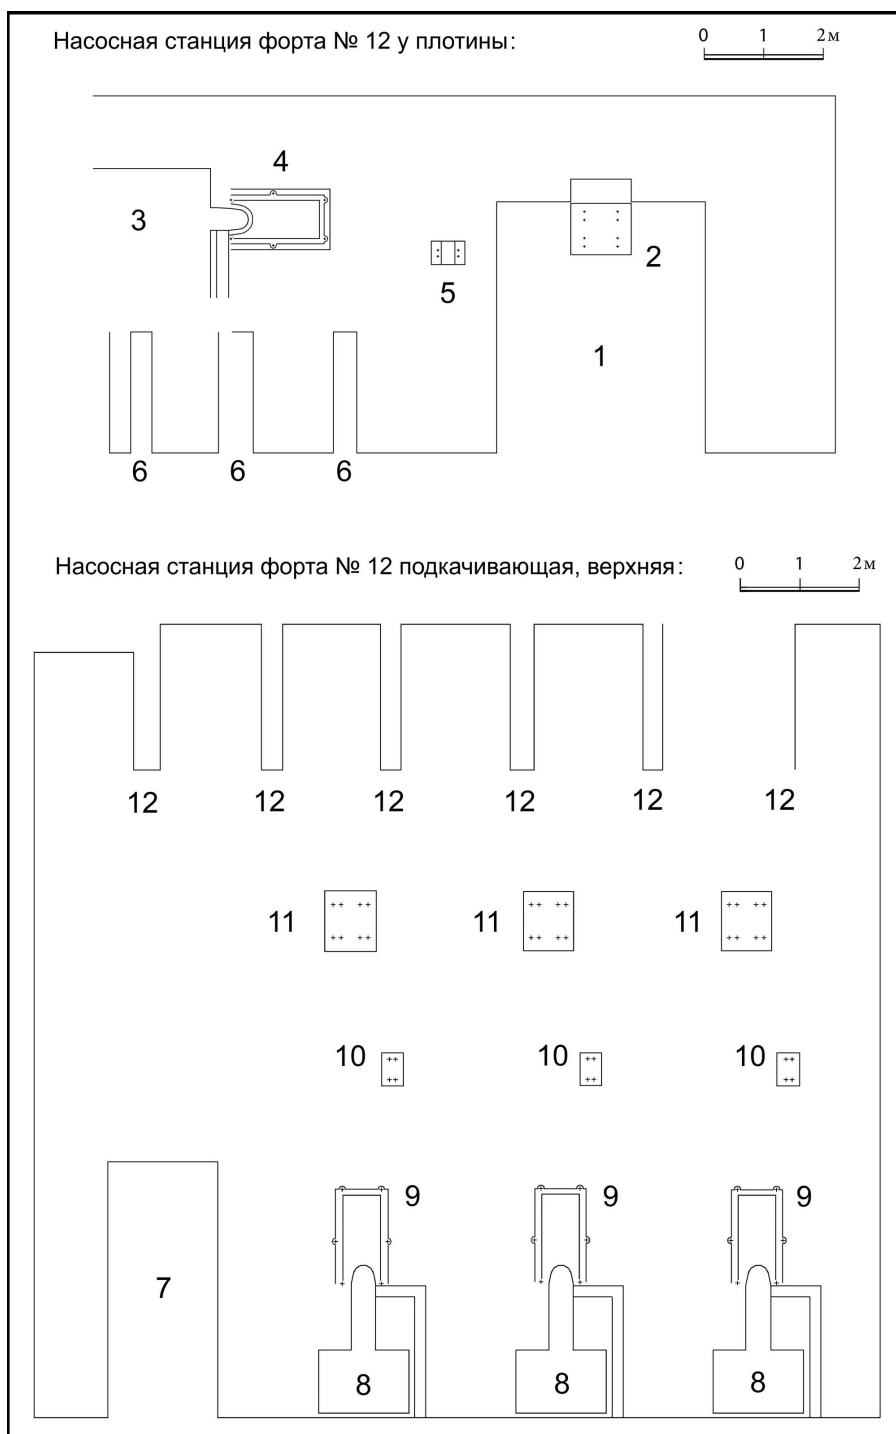 Насосная станция форта № 12 у плотины:
0 1 2 м
4
3
2
5
1
6 6 6
Насосная станция форта № 12 подкачивающая, верхняя:
0 1 2 м
12 12 12 12 12 12
11 11 11
10 10 10
9 9 9
7
8 8 8